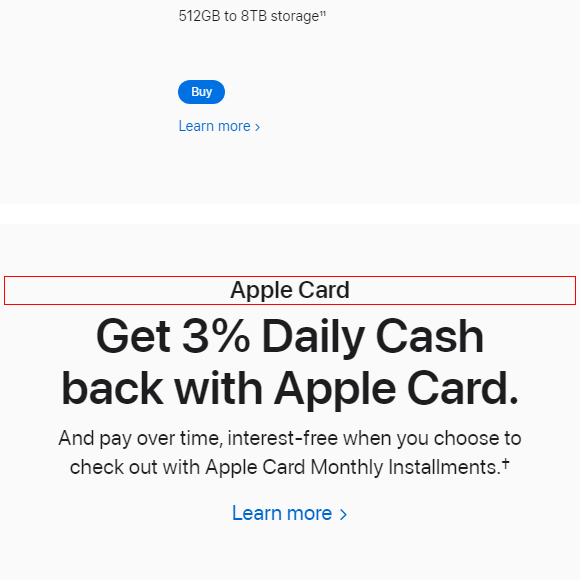 512GB to 8TB storage¹¹
Buy
Learn more ›
Apple Card
Get 3% Daily Cash
back with Apple Card.
And pay over time, interest-free when you choose to
check out with Apple Card Monthly Installments.†
Learn more ›